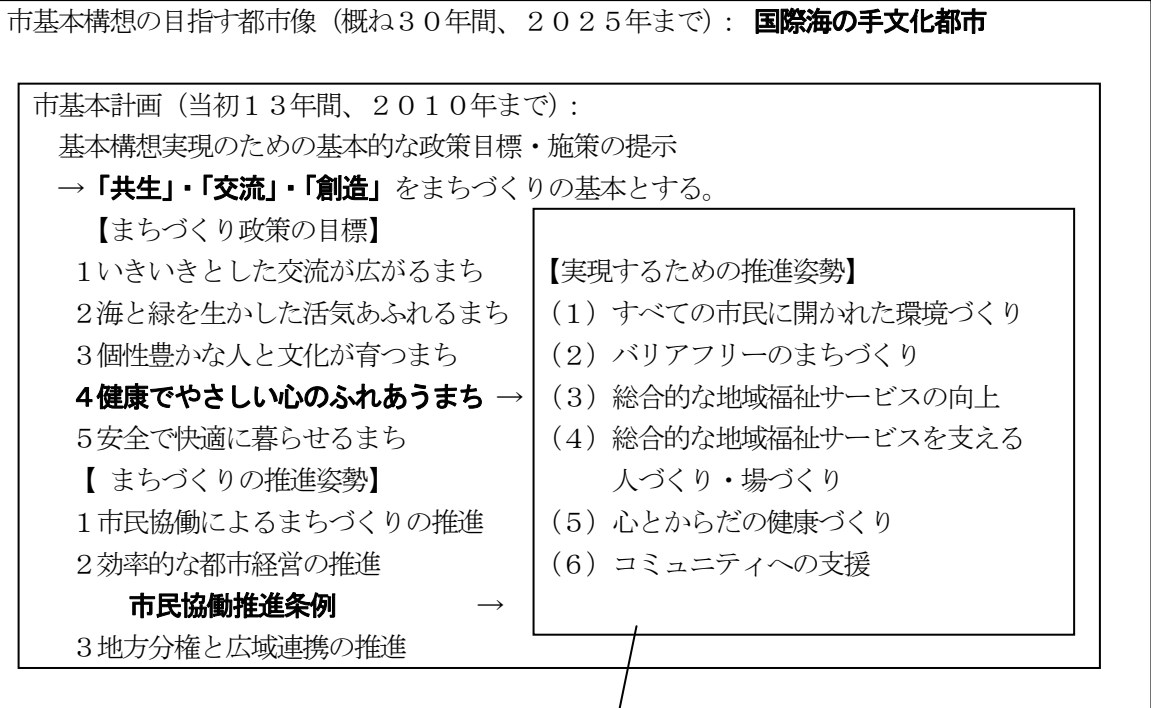 市基本構想の目指す都市像（概ね３０年間、２０２５年まで）: 国際海の手文化都市
市基本計画（当初１３年間、２０１０年まで）:
基本構想実現のための基本的な政策目標・施策の提示
→「共生」・「交流」・「創造」をまちづくりの基本とする。
【まちづくり政策の目標】
１いきいきとした交流が広がるまち
２海と緑を生かした活気あふれるまち
３個性豊かな人と文化が育つまち
４健康でやさしい心のふれあうまち →
５安全で快適に暮らせるまち
【 まちづくりの推進姿勢】
１市民協働によるまちづくりの推進
２効率的な都市経営の推進
市民協働推進条例 →
３地方分権と広域連携の推進
【実現するための推進姿勢】
（１）すべての市民に開かれた環境づくり
（２）バリアフリーのまちづくり
（３）総合的な地域福祉サービスの向上
（４）総合的な地域福祉サービスを支える
人づくり・場づくり
（５）心とからだの健康づくり
（６）コミュニティへの支援